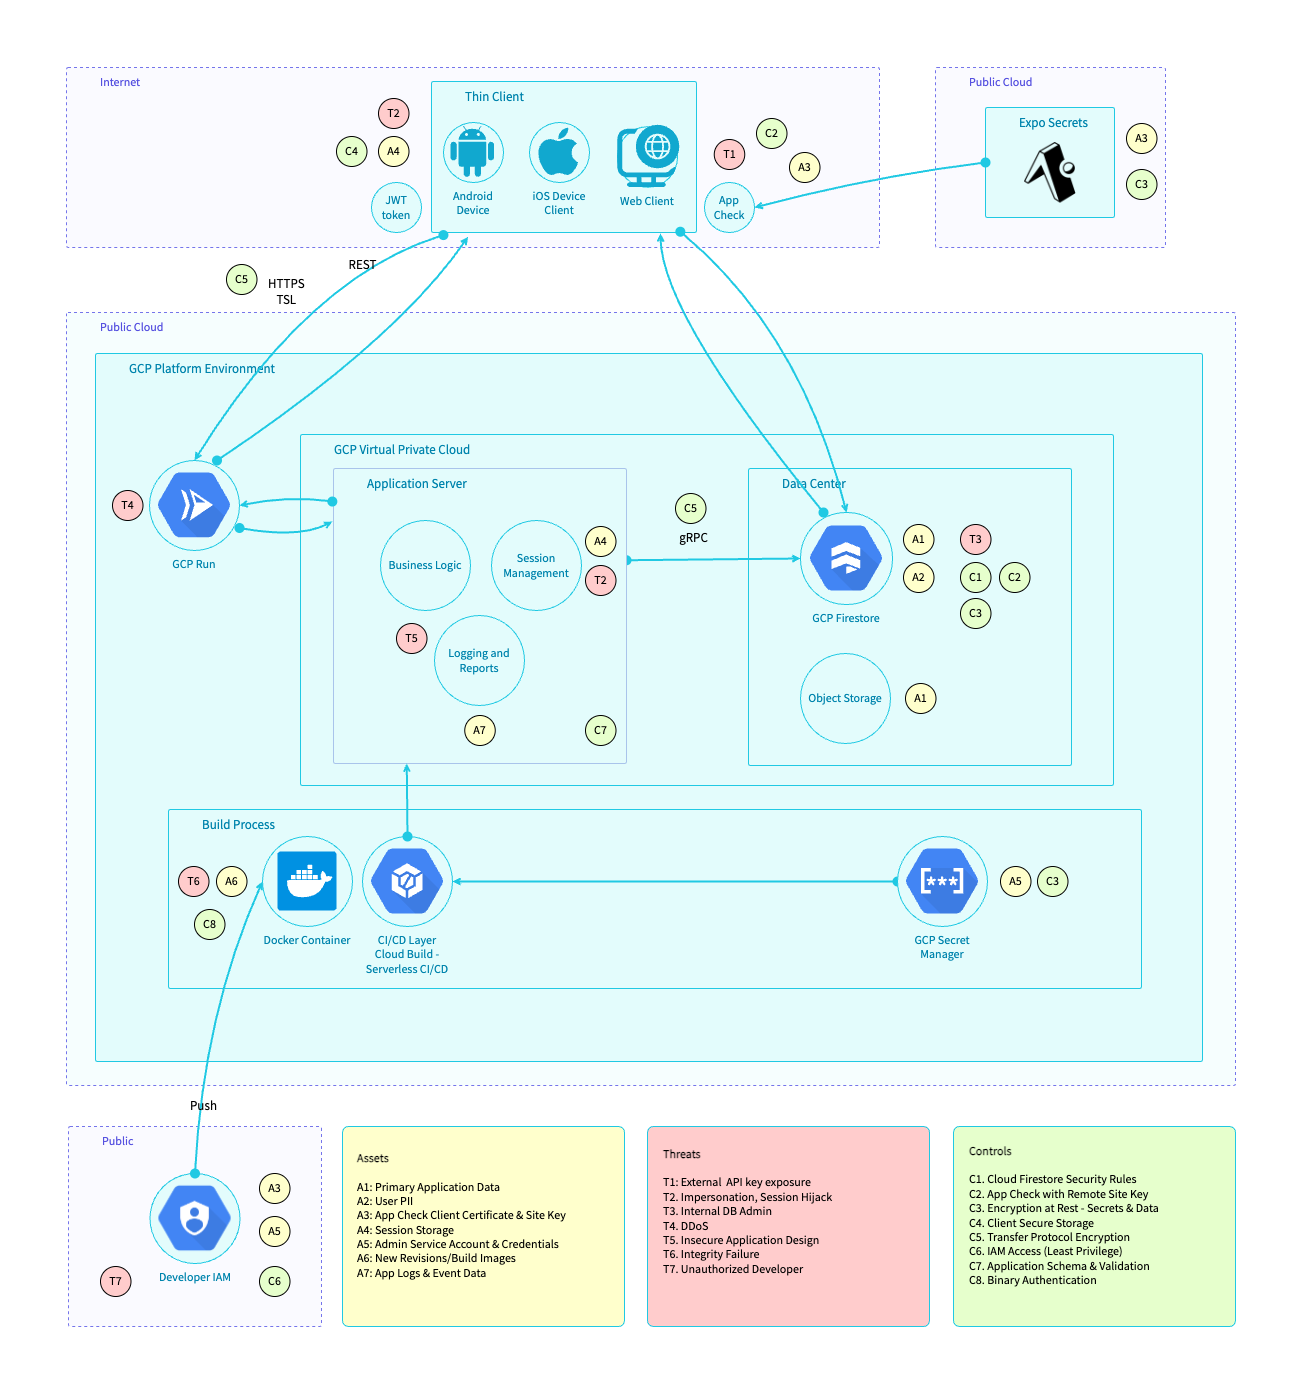 Internet
Public Cloud
Thin Client
T2
C4
A4
JWT
token
Android
Device
iOS Device
Client
Web Client
T1
C2
A3
App
Check
Expo Secrets
A3
C3
REST
C5
HTTPS
TSL
Public Cloud
GCP Platform Environment
GCP Virtual Private Cloud
Application Server
Data Center
T4
GCP Run
Business Logic
Session
Management
A4
T2
C5
gRPC
A1
T3
A2
C1
C2
C3
GCP Firestore
T5
Logging and
Reports
A7
C7
Object Storage
A1
Build Process
T6
A6
C8
Docker Container
CI/CD Layer
Cloud Build -
Serverless CI/CD
[***]
GCP Secret
Manager
A5
C3
Push
Public
A3
A5
Developer IAM
T7
C6
Assets
A1: Primary Application Data
A2: User PII
A3: App Check Client Certificate & Site Key
A4: Session Storage
A5: Admin Service Account & Credentials
A6: New Revisions/Build Images
A7: App Logs & Event Data
Threats
T1: External  API key exposure
T2. Impersonation, Session Hijack
T3. Internal DB Admin
T4. DDoS
T5. Insecure Application Design
T6. Integrity Failure
T7. Unauthorized Developer
Controls
C1. Cloud Firestore Security Rules
C2. App Check with Remote Site Key
C3. Encryption at Rest - Secrets & Data
C4. Client Secure Storage
C5. Transfer Protocol Encryption
C6. IAM Access (Least Privilege)
C7. Application Schema & Validation
C8. Binary Authentication